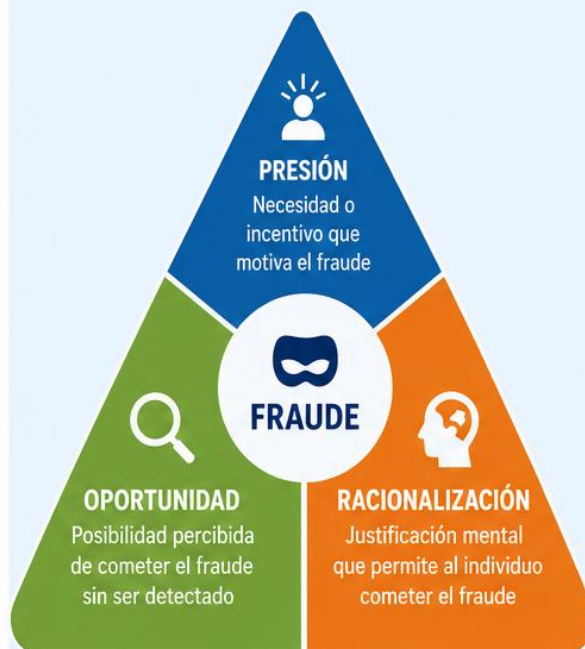 PRESIÓN
Necesidad o
incentivo que
motiva el fraude
FRAUDE
OPORTUNIDAD
Posibilidad percibida
de cometer el fraude
sin ser detectado
RACIONALIZACIÓN
Justificación mental
que permite al individuo
cometer el fraude